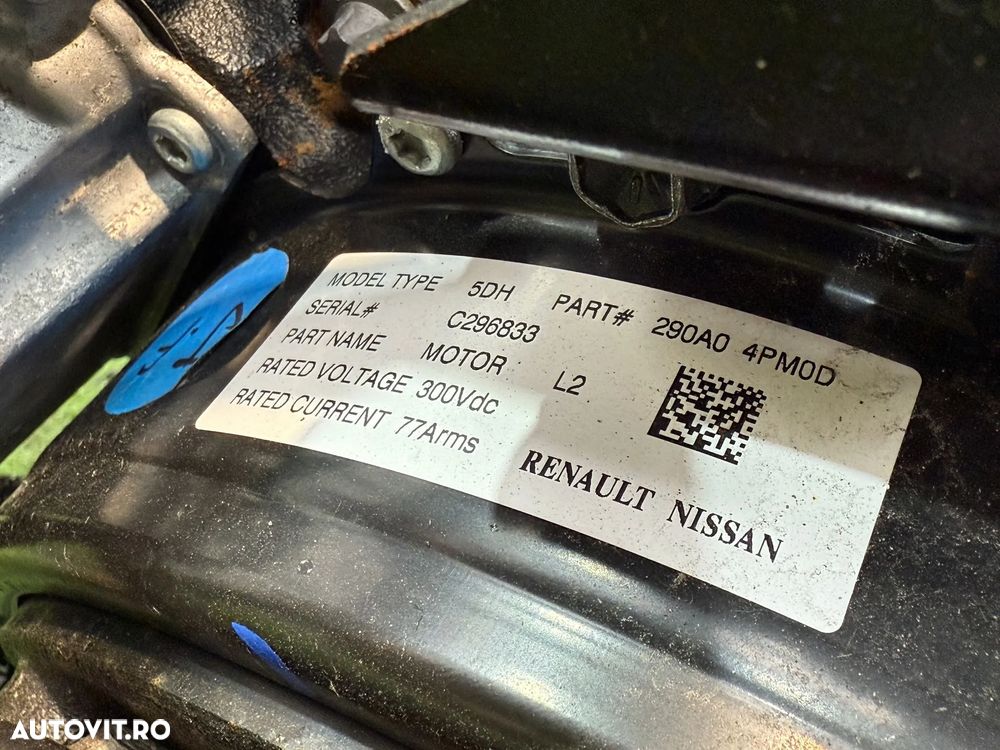 MODEL TYPE 5DH PART# 290A0 4PM0D
SERIAL# C296833
PART NAME MOTOR L2
RATED VOLTAGE 300Vdc
RATED CURRENT 77Arms
RENAULT NISSAN
AUTOVIT.RO